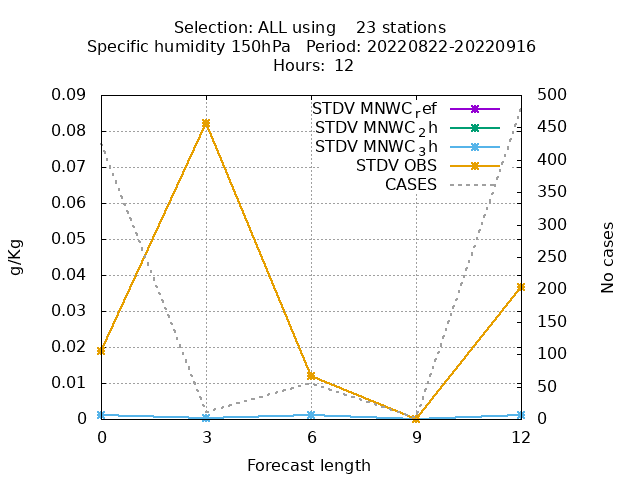 Selection: ALL using    23 stations
Specific humidity 150hPa   Period: 20220822-20220916
Hours:  12
STDV MNWC_ref
STDV MNWC_2h
STDV MNWC_3h
STDV OBS
CASES
g/Kg
0.09
0.08
0.07
0.06
0.05
0.04
0.03
0.02
0.01
0
No cases
500
450
400
350
300
250
200
150
100
50
0
0 3 6 9 12
Forecast length